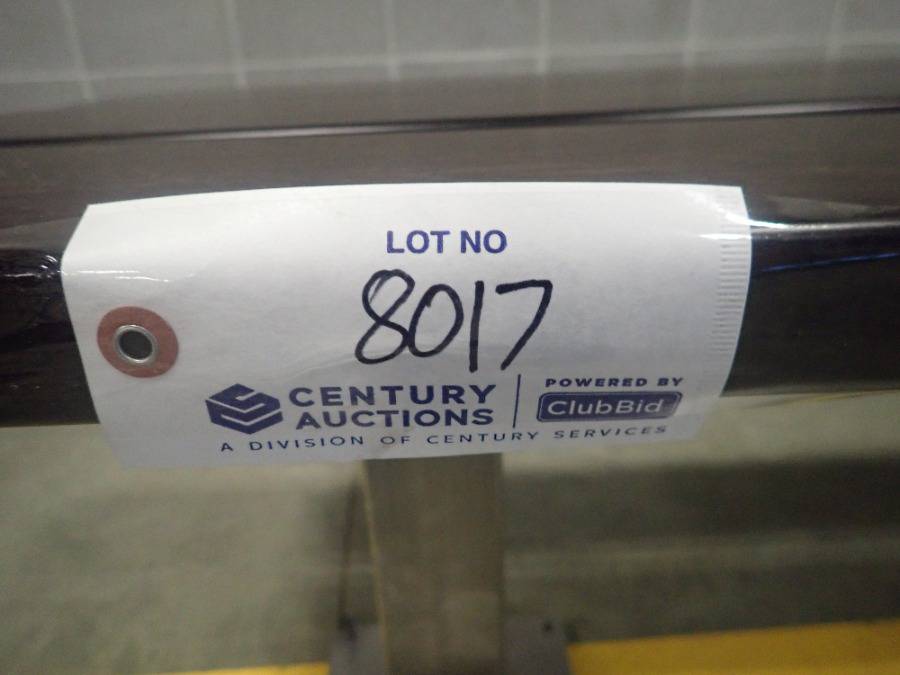 LOT NO
8017
CENTURY AUCTIONS
POWERED BY
ClubBid
A DIVISION OF CENTURY SERVICES